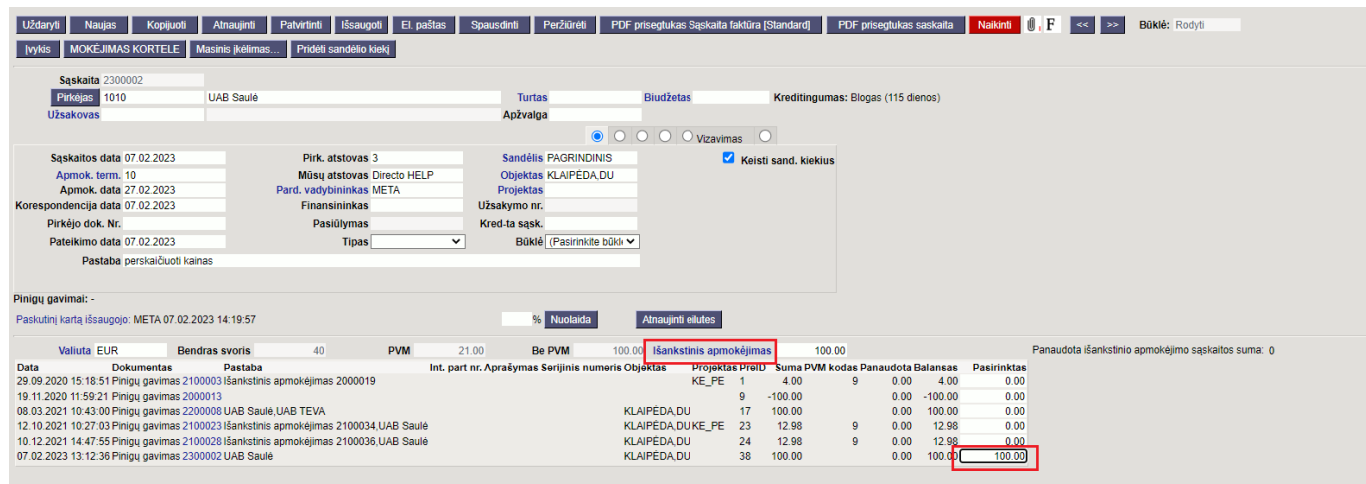 Uždaryti Naujas Kopijuoti Atnaujinti Patvirtinti Išsaugoti El. paštas Spausdinti Peržiūrėti PDF prisegtukas Sąskaita faktūra [Standard] PDF prisegtukas saskaita Naikinti F << >> Būklė: Rodyti
Įvykis MOKĖJIMAS KORTELE Masinis įkėlimas... Pridėti sandėlio kiekį
Sąskaita 2300002
Pirkėjas 1010 UAB Saulė Turtas Biudžetas Kreditingumas: Blogas (115 dienos)
Užsakovas Apžvalga
Vizavimas
Sąskaitos data 07.02.2023 Pirk. atstovas 3 Sandėlis PAGRINDINIS Keisti sand. kiekius
Apmok. term. 10 Mūsų atstovas Directo HELP Objektas KLAIPĖDA,DU
Apmok. data 27.02.2023 Pard. vadybininkas META Projektas
Korespondencija data 07.02.2023 Finansininkas Užsakymo nr.
Pirkėjo dok. Nr. Pasiūlymas Kred-ta sąsk.
Pateikimo data 07.02.2023 Tipas Būklė (Pasirinkite būklę
Pastaba perskaičiuoti kainas
Pinigų gavimai: -
Paskutinį kartą išsaugojo: META 07.02.2023 14:19:57 % Nuolaida Atnaujinti eilutes
Valiuta EUR Bendras svoris 40 PVM 21.00 Be PVM 100.00 Išankstinis apmokėjimas 100.00 Panaudota išankstinio apmokėjimo sąskaitos suma: 0
Data Dokumentas Pastaba Int. part nr. Aprašymas Serijinis numeris Objektas Projektas PreID Suma PVM kodas Panaudota Balansas Pasirinktas
29.09.2020 15:18:51 Pinigų gavimas 2100003 Išankstinis apmokėjimas 2000019 KE_PE 1 4.00 9 0.00 4.00 0.00
19.11.2020 11:59:21 Pinigų gavimas 2000013 9 -100.00 0.00 -100.00 0.00
08.03.2021 10:43:00 Pinigų gavimas 2200008 UAB Saulė,UAB TEVA KLAIPĖDA,DU 17 100.00 0.00 100.00 0.00
12.10.2021 10:27:03 Pinigų gavimas 2100023 Išankstinis apmokėjimas 2100034,UAB Saulė KLAIPĖDA,DU KE_PE 23 12.98 9 0.00 12.98 0.00
10.12.2021 14:47:55 Pinigų gavimas 2100028 Išankstinis apmokėjimas 2100036,UAB Saulė KLAIPĖDA,DU 24 12.98 9 0.00 12.98 0.00
07.02.2023 13:12:36 Pinigų gavimas 2300002 UAB Saulė KLAIPĖDA,DU 38 100.00 0.00 100.00 100.00